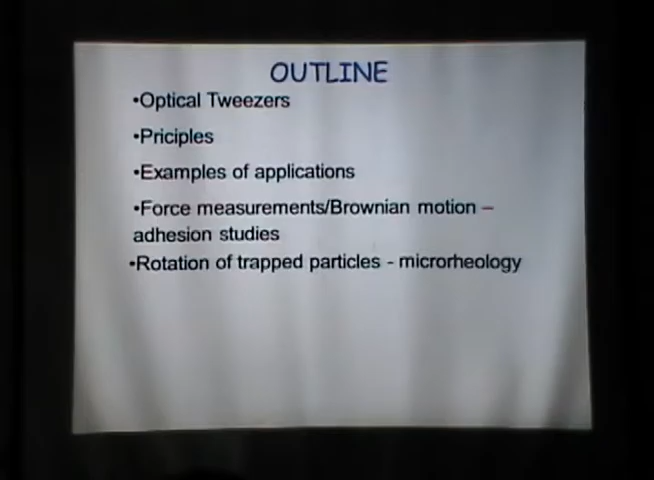 OUTLINE
•Optical Tweezers
•Priciples
•Examples of applications
•Force measurements/Brownian motion –
adhesion studies
•Rotation of trapped particles - microrheology